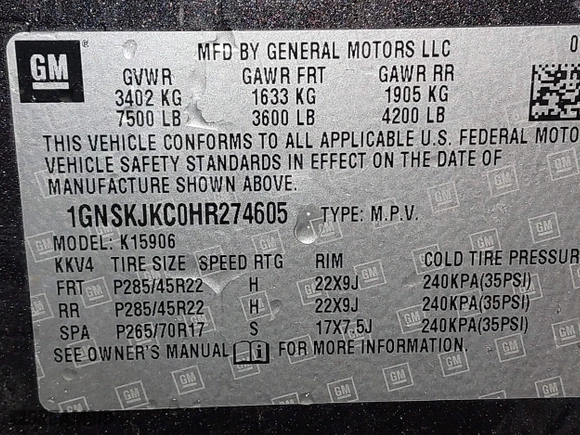 GM ®
MFD BY GENERAL MOTORS LLC
GVWR GAWR FRT GAWR RR
3402 KG 1633 KG 1905 KG
7500 LB 3600 LB 4200 LB
THIS VEHICLE CONFORMS TO ALL APPLICABLE U.S. FEDERAL MOTO
VEHICLE SAFETY STANDARDS IN EFFECT ON THE DATE OF
MANUFACTURE SHOWN ABOVE.
1GNSKJKC0HR274605 TYPE: M.P.V.
MODEL: K15906
KKV4 TIRE SIZE SPEED RTG RIM COLD TIRE PRESSUR
FRT P285/45R22 H 22X9J 240KPA(35PSI)
RR P285/45R22 H 22X9J 240KPA(35PSI)
SPA P265/70R17 S 17X7.5J 240KPA(35PSI)
SEE OWNER'S MANUAL FOR MORE INFORMATION.